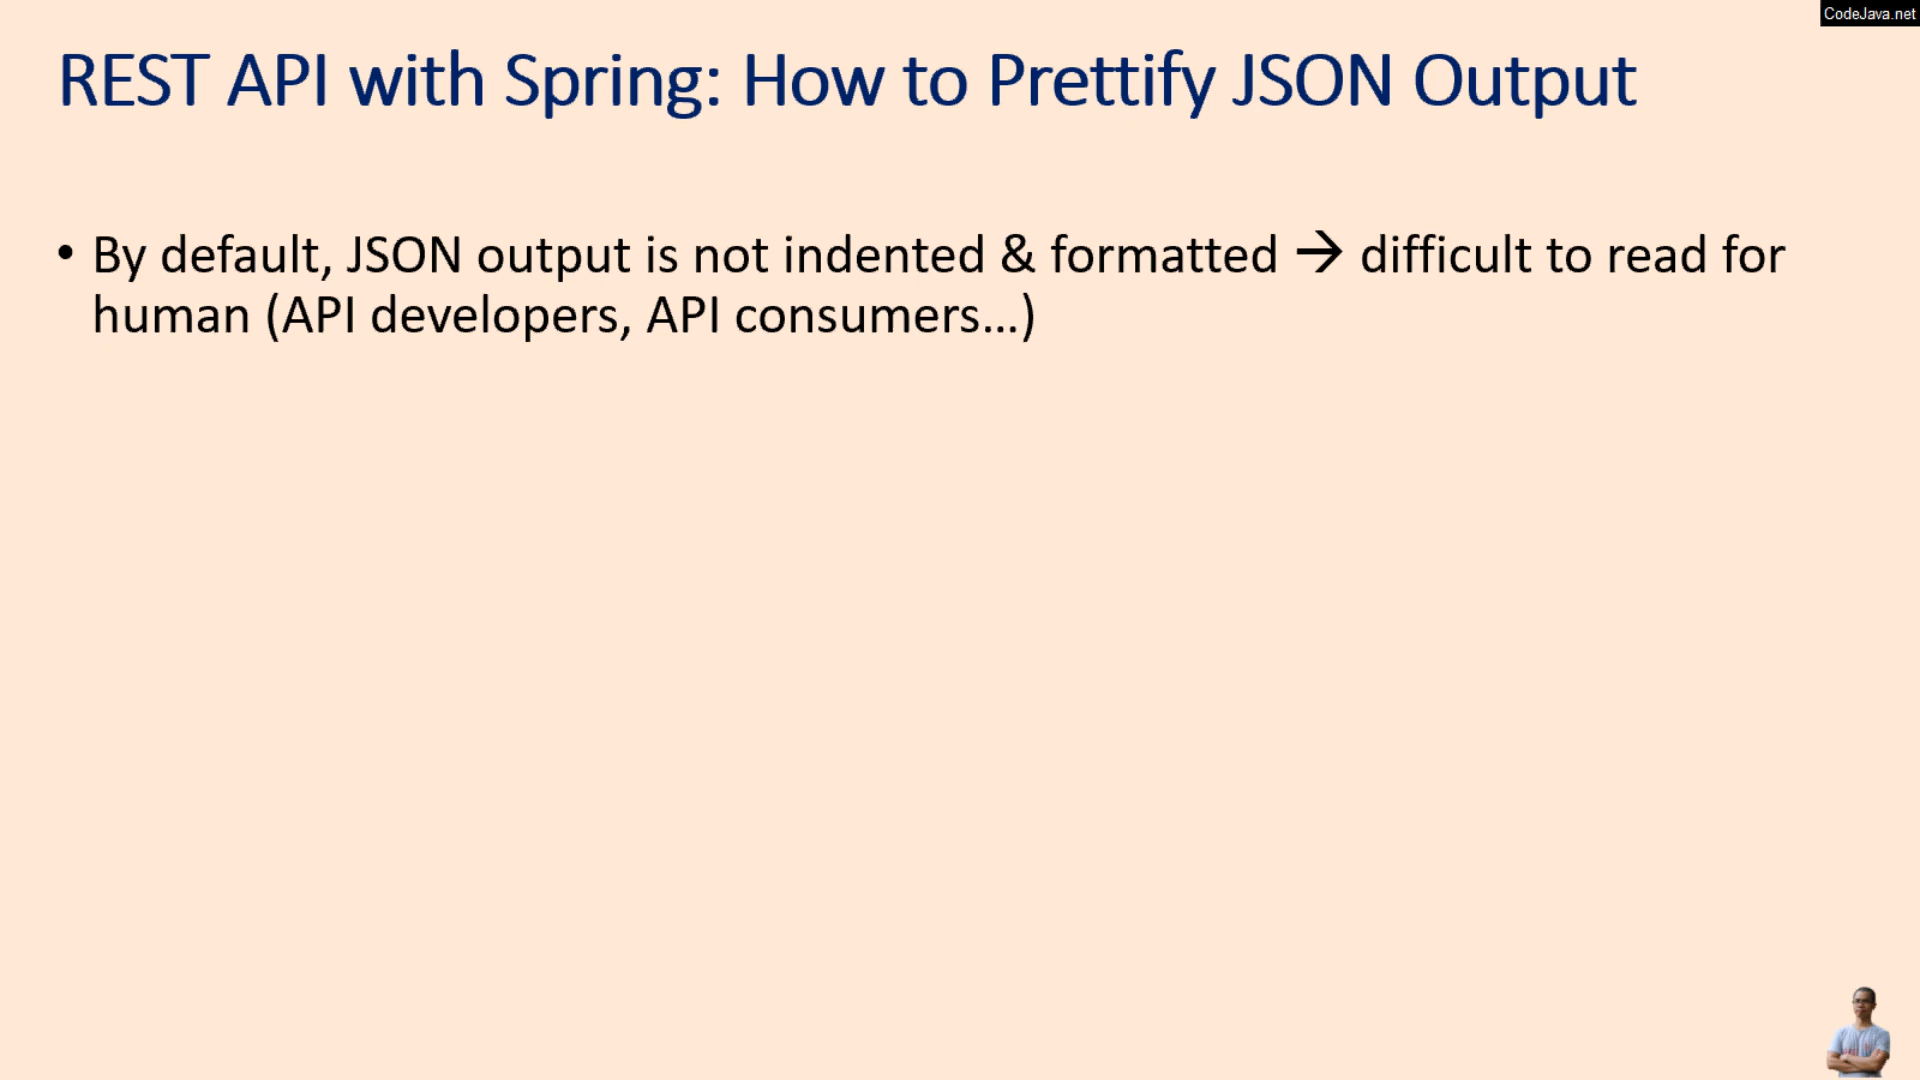 CodeJava.net
REST API with Spring: How to Prettify JSON Output
• By default, JSON output is not indented & formatted → difficult to read for
human (API developers, API consumers…)